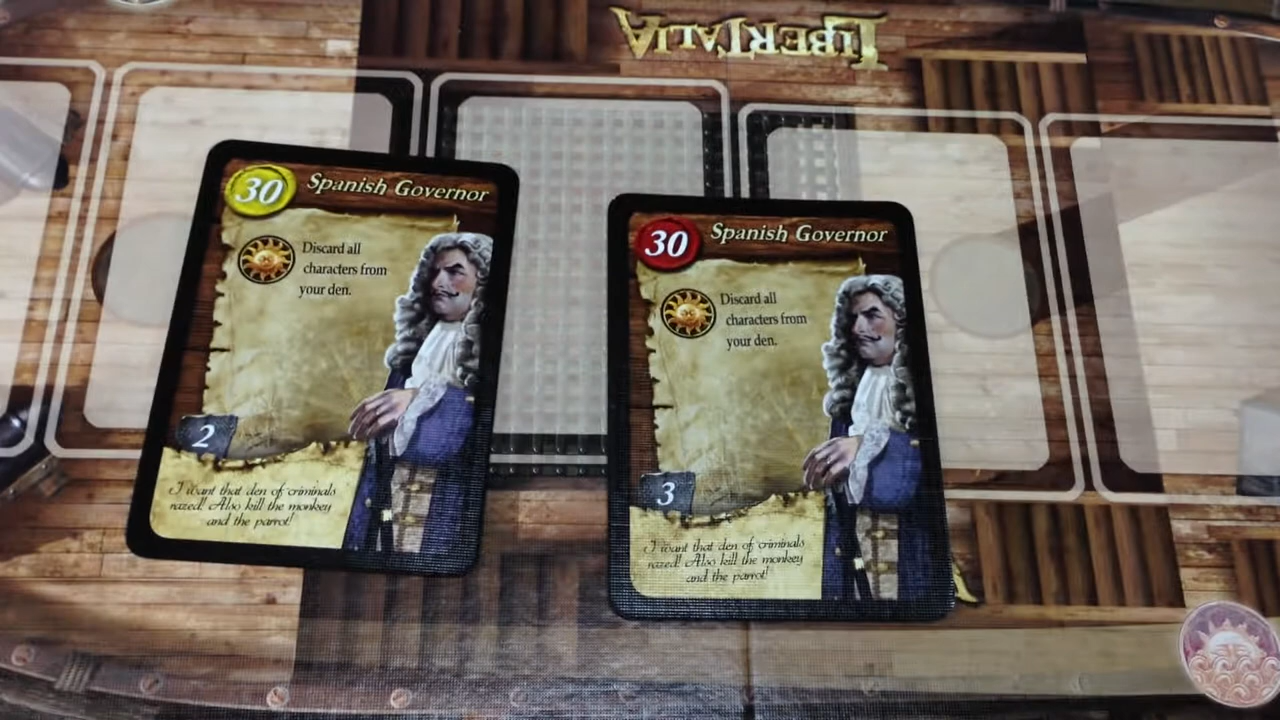 LIBERTALIA
30 Spanish Governor
Discard all
characters from
your den.
2
I want that den of criminals
razed! Also kill the monkey
and the parrot!
30 Spanish Governor
Discard all
characters from
your den.
3
I want that den of criminals
razed! Also kill the monkey
and the parrot!